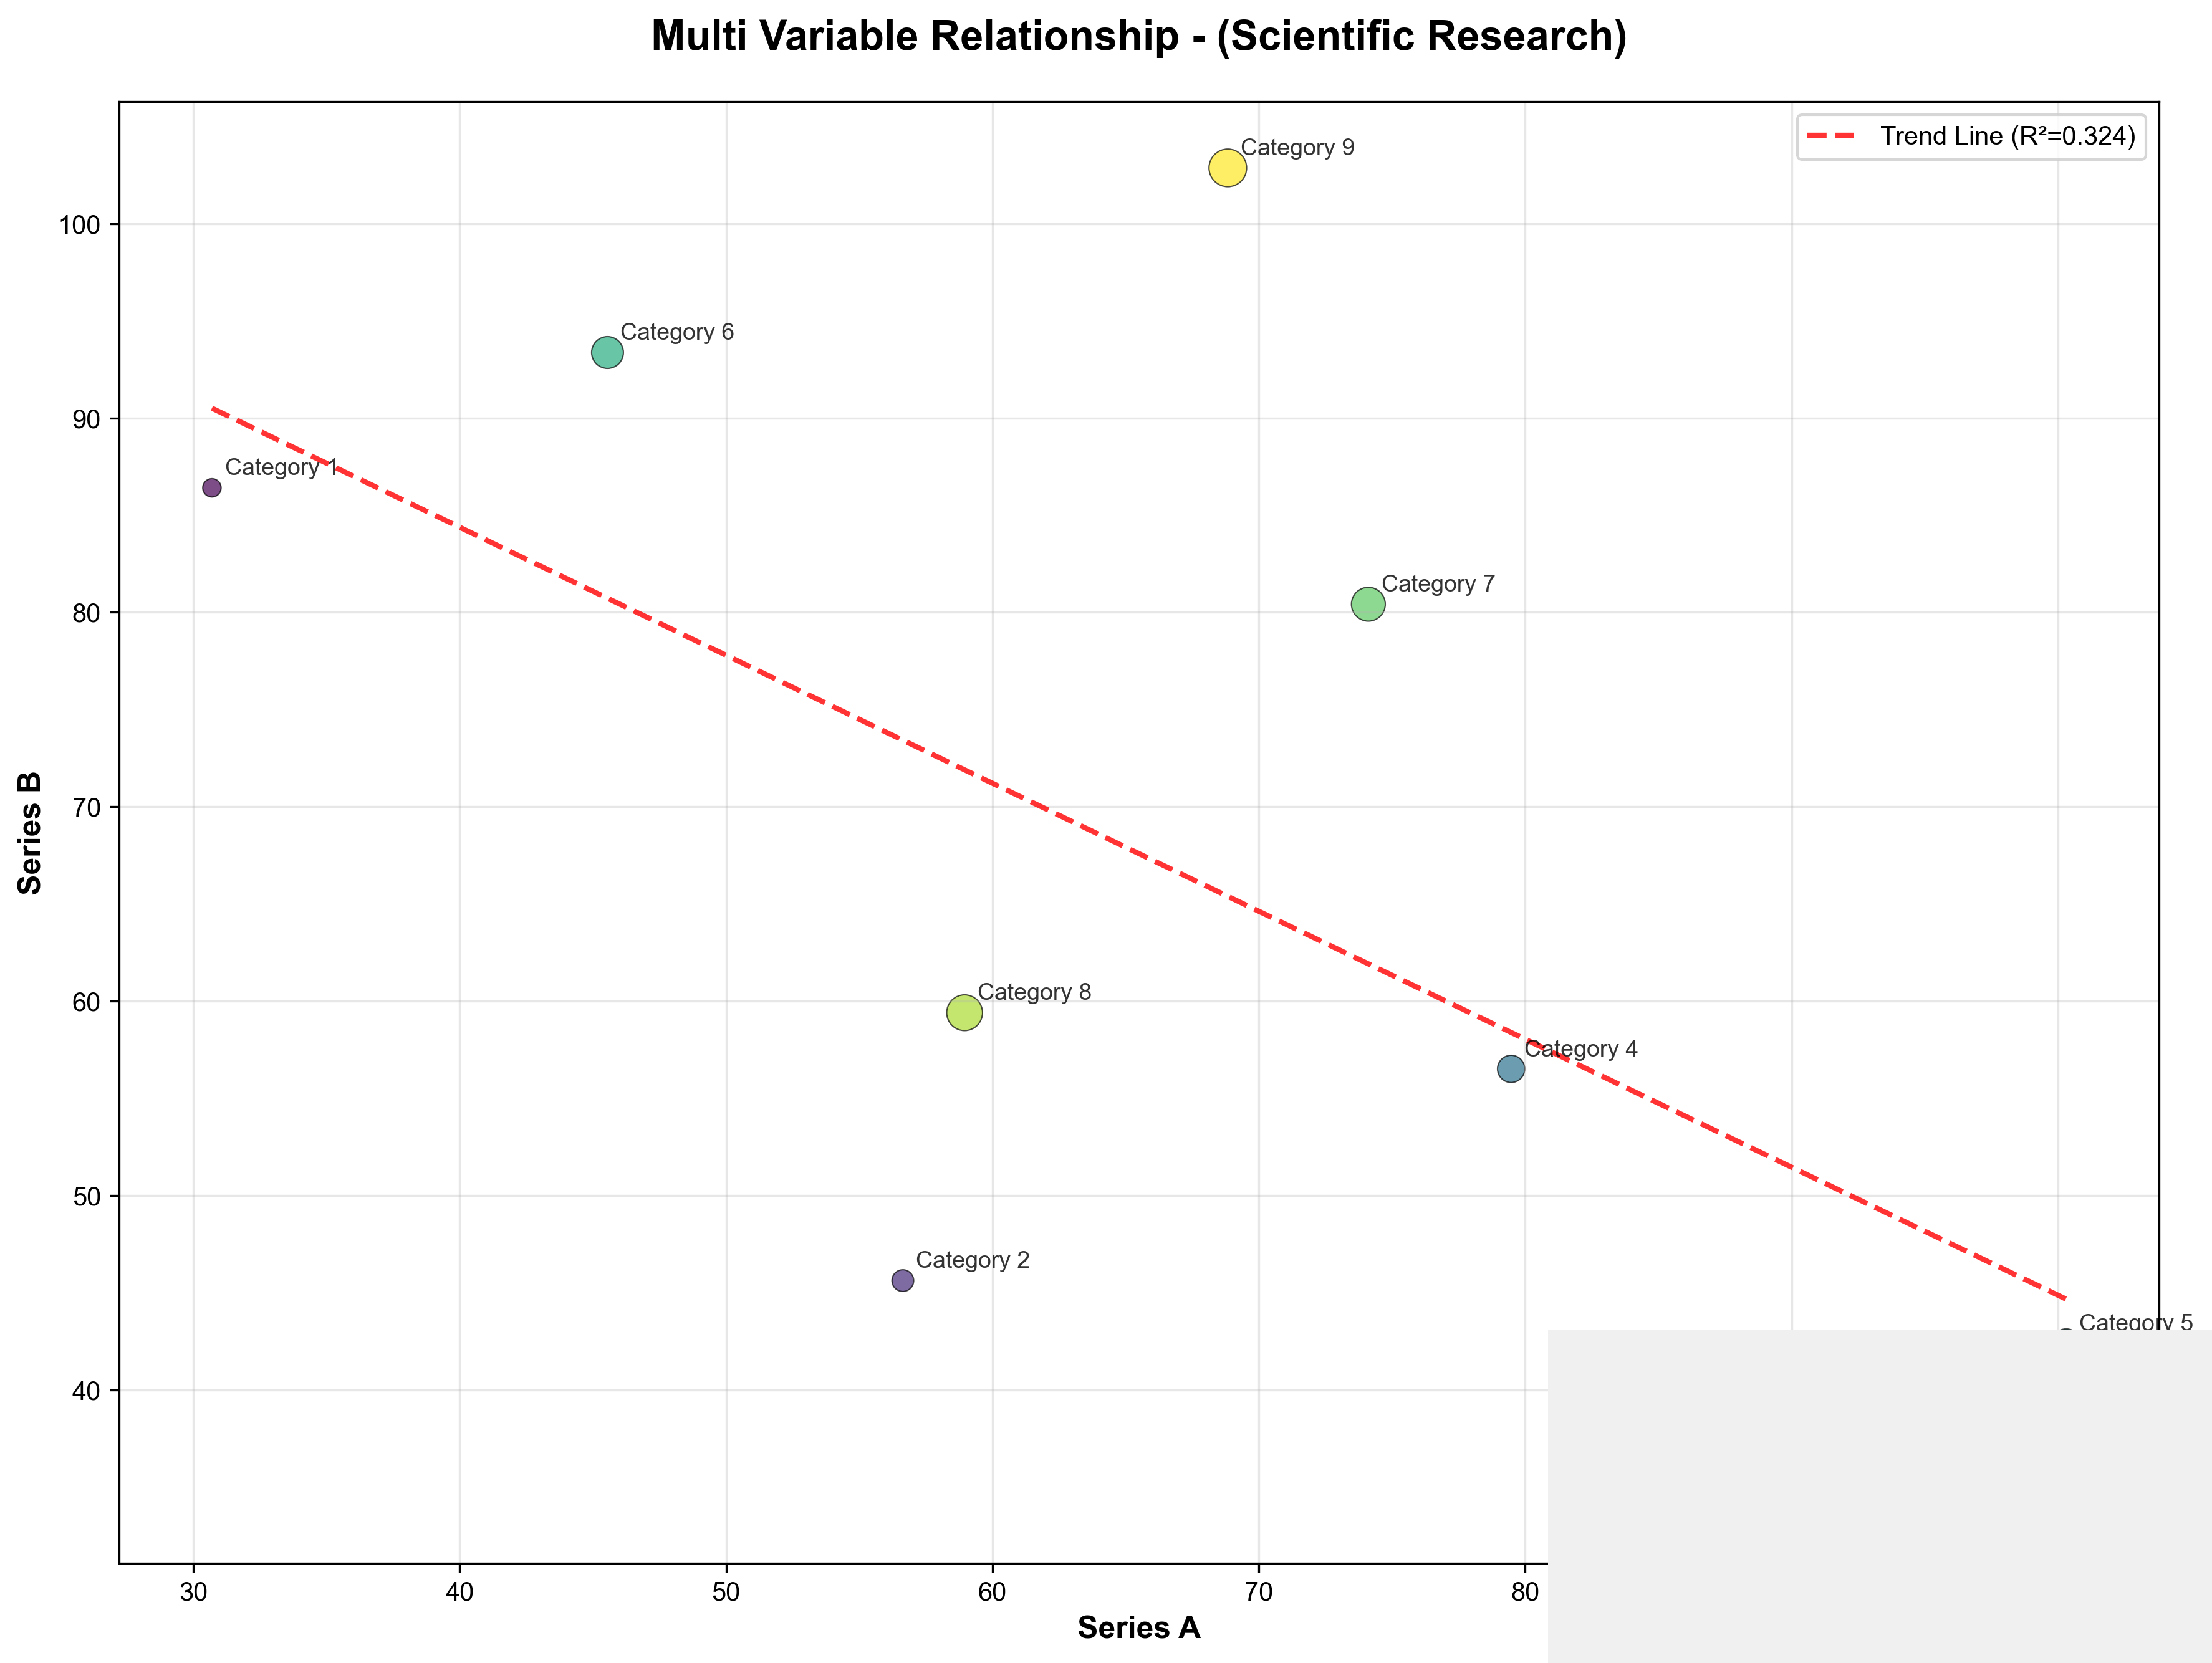 Multi Variable Relationship - (Scientific Research)
Trend Line (R²=0.324)
Category 9
Category 6
Category 1
Category 7
Category 8
Category 4
Category 2
Category 5
100
90
80
70
60
50
40
Series B
30
40
50
60
70
80
Series A